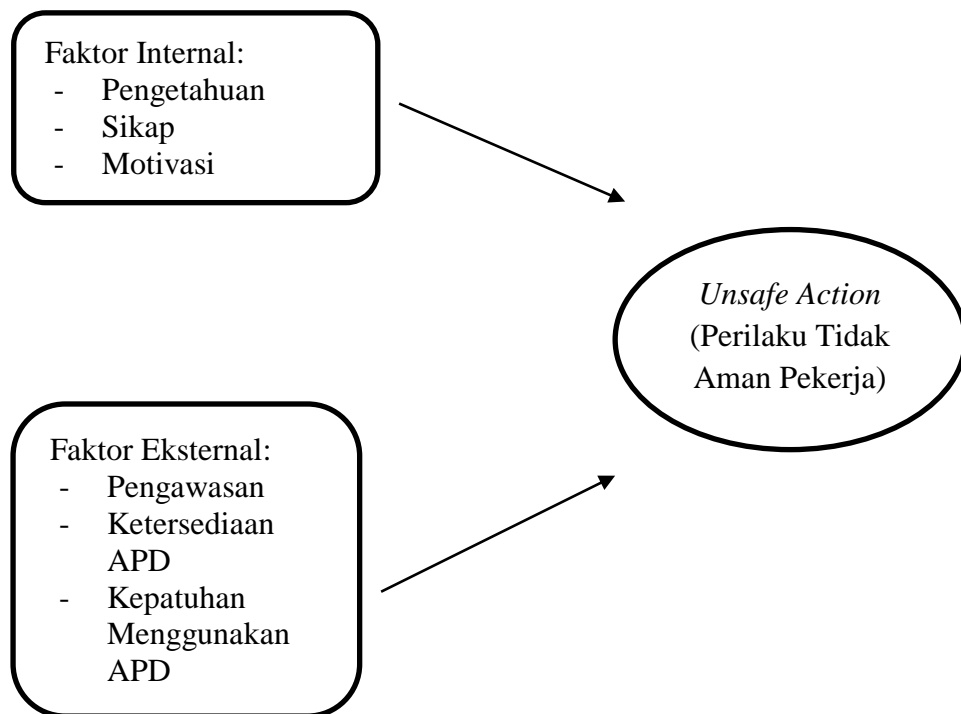 Faktor Internal:
- Pengetahuan
- Sikap
- Motivasi
Unsafe Action
(Perilaku Tidak
Aman Pekerja)
Faktor Eksternal:
- Pengawasan
- Ketersediaan
APD
- Kepatuhan
Menggunakan
APD